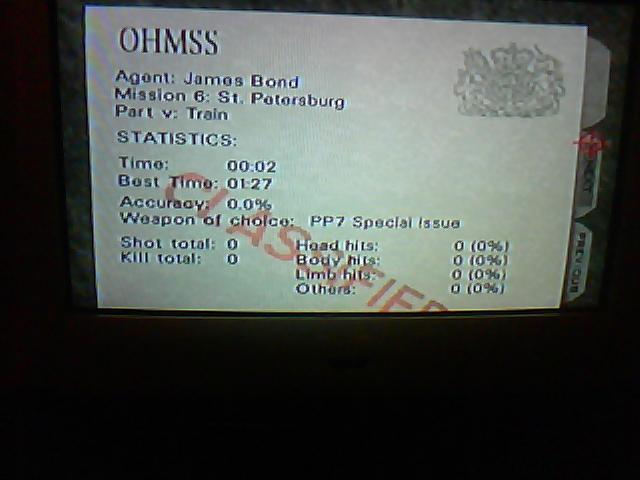 OHMSS
Agent: James Bond
Mission 6: St. Petersburg
Part v: Train
STATISTICS:
Time: 00:02
Best Time: 01:27
Accuracy: 0.0%
Weapon of choice: PP7 Special Issue
Shot total: 0 Head hits: 0 (0%)
Kill total: 0 Body hits: 0 (0%)
Limb hits: 0 (0%)
Others: 0 (0%)
CLASSIFIED
NEXT
PREVIOUS